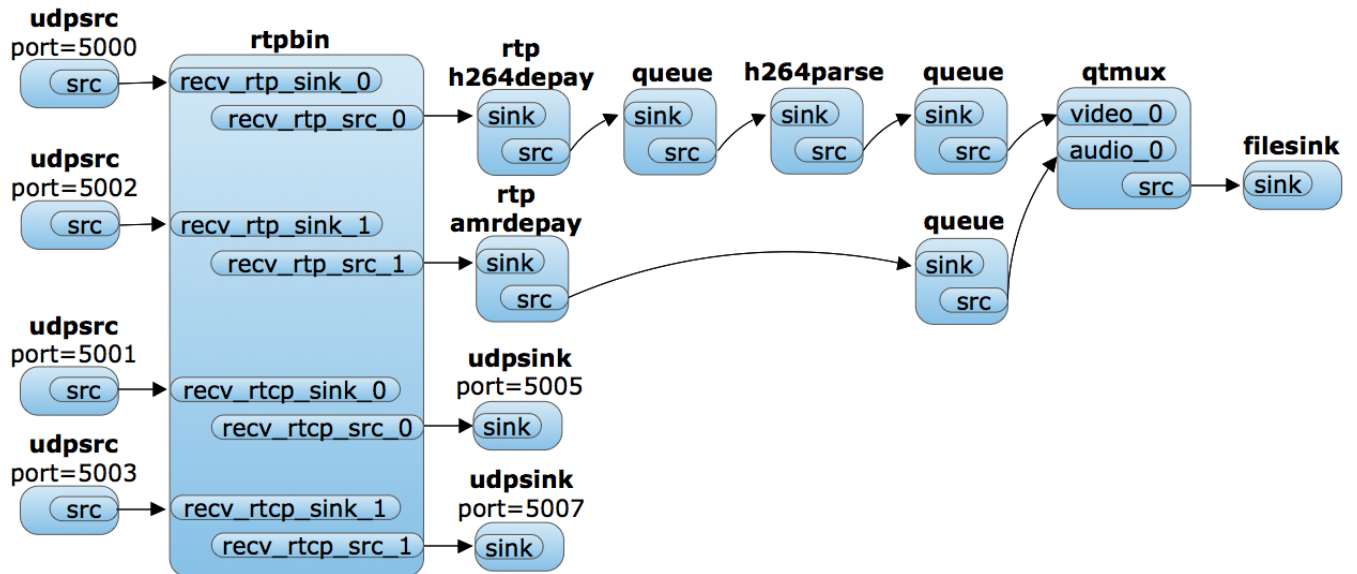 udpsrc
port=5000
src
rtpbin
recv_rtp_sink_0
recv_rtp_src_0
rtp
h264depay
sink
src
queue
sink
src
h264parse
sink
src
queue
sink
src
qtmux
video_0
audio_0
src
filesink
sink
udpsrc
port=5002
src
recv_rtp_sink_1
recv_rtp_src_1
rtp
amrdepay
sink
src
queue
sink
src
udpsrc
port=5001
src
recv_rtcp_sink_0
recv_rtcp_src_0
udpsink
port=5005
sink
udpsrc
port=5003
src
recv_rtcp_sink_1
recv_rtcp_src_1
udpsink
port=5007
sink